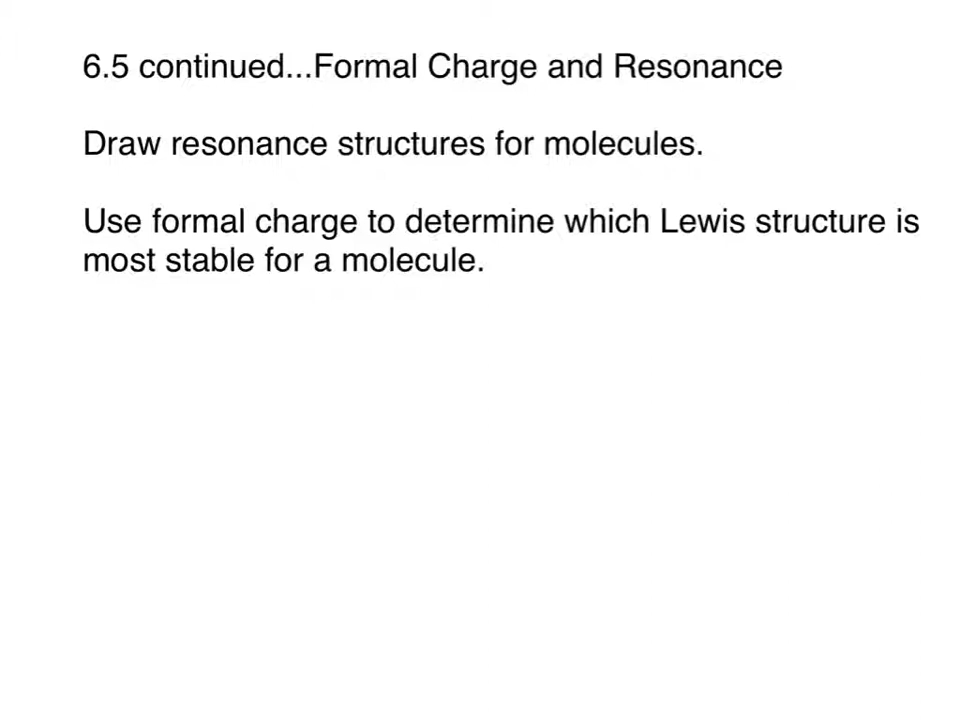 6.5 continued...Formal Charge and Resonance
Draw resonance structures for molecules.
Use formal charge to determine which Lewis structure is
most stable for a molecule.